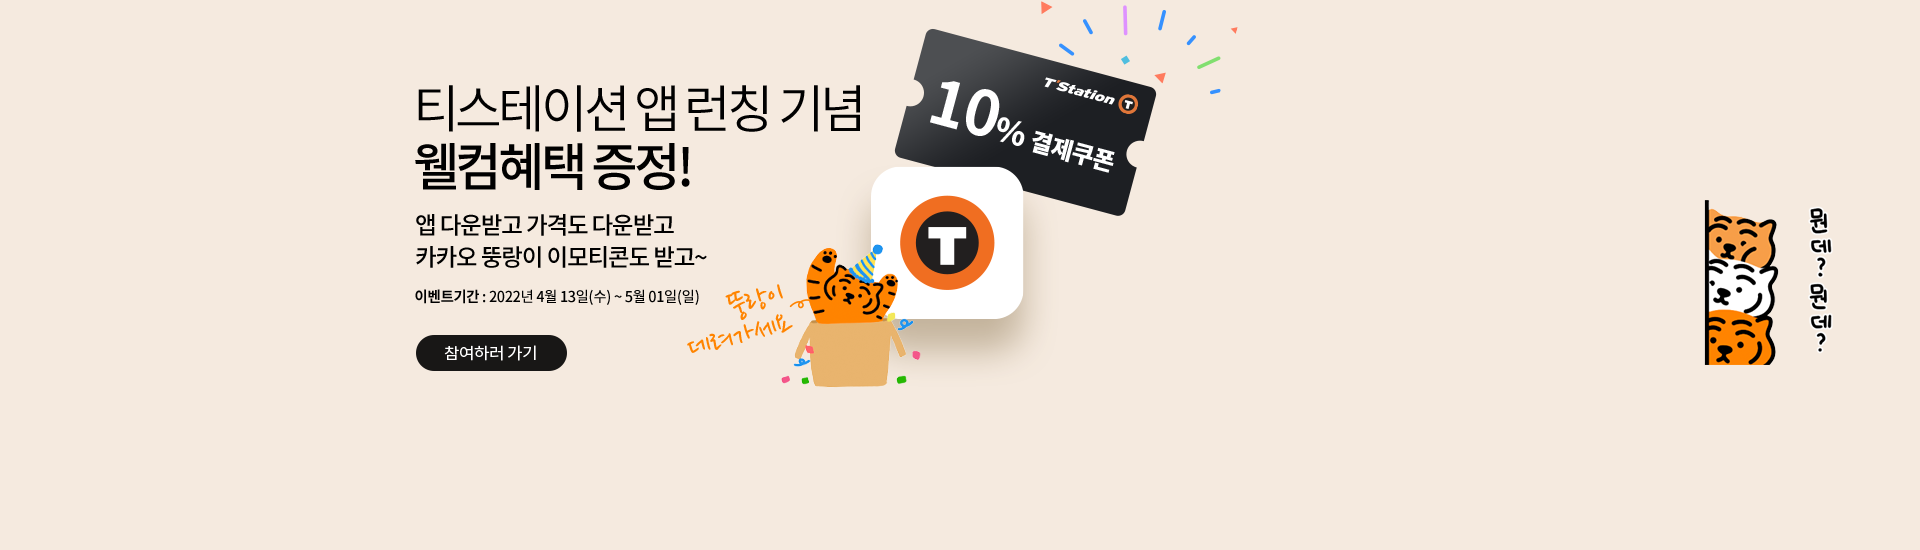 티스테이션 앱 런칭 기념
웰컴혜택 증정!
앱 다운받고 가격도 다운받고
카카오 뚱랑이 이모티콘도 받고~
이벤트기간 : 2022년 4월 13일(수) ~ 5월 01일(일)
참여하러 가기
뚱랑이
데려가세요
T'Station T
10% 결제쿠폰
T
뭔데?
뭔데?